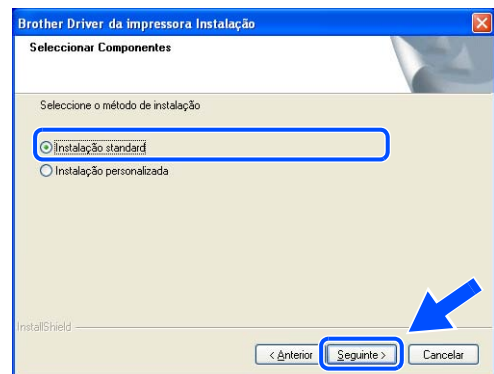 Brother Driver da impressora Instalação
Seleccionar Componentes
Seleccione o método de instalação
Instalação standard
Instalação personalizada
InstallShield
< Anterior
Seguinte >
Cancelar